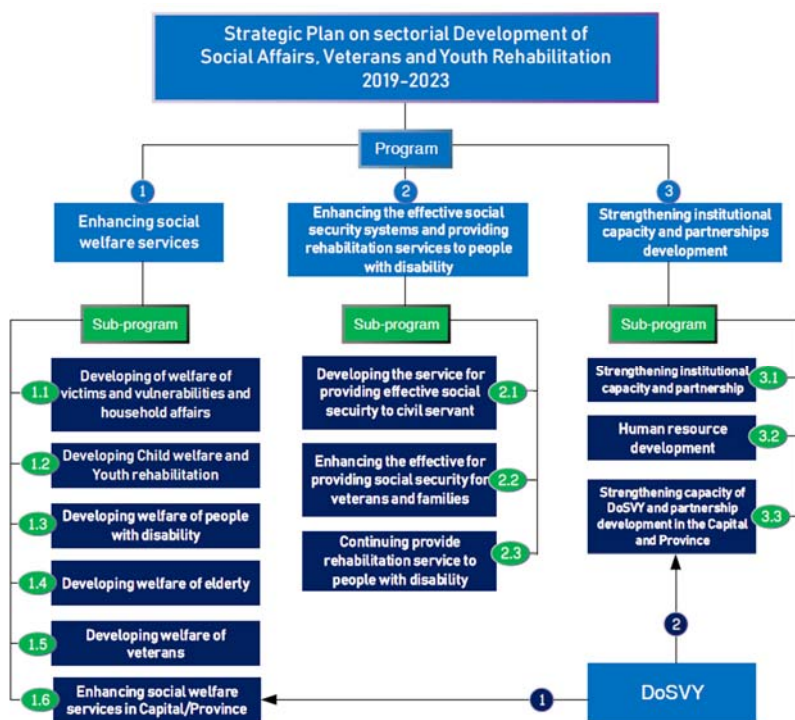 Strategic Plan on sectorial Development of
Social Affairs, Veterans and Youth Rehabilitation
2019-2023
Program
1
Enhancing social
welfare services
2
Enhancing the effective social
security systems and providing
rehabilitation services to people
with disability
3
Strengthening institutional
capacity and partnerships
development
Sub-program
1.1
Developing of welfare of
victims and vulnerabilities and
household affairs
1.2
Developing Child welfare and
Youth rehabilitation
1.3
Developing welfare of people
with disability
1.4
Developing welfare of elderly
1.5
Developing welfare of
veterans
1.6
Enhancing social welfare
services in Capital/Province
Sub-program
Developing the service for
providing effective social
secuirty to civil servant
2.1
Enhancing the effective for
providing social security for
veterans and families
2.2
Continuing provide
rehabilitation service to
people with disability
2.3
Sub-program
Strengthening institutional
capacity and partnership
3.1
Human resource
development
3.2
Strengthening capacity of
DoSVY and partnership
development in the Capital
and Province
3.3
2
1
DoSVY